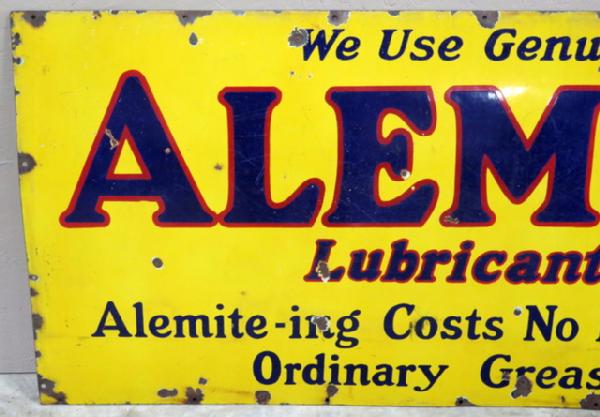 We Use Genu
ALEM
Lubricant
Alemite-ing Costs No
Ordinary Greas